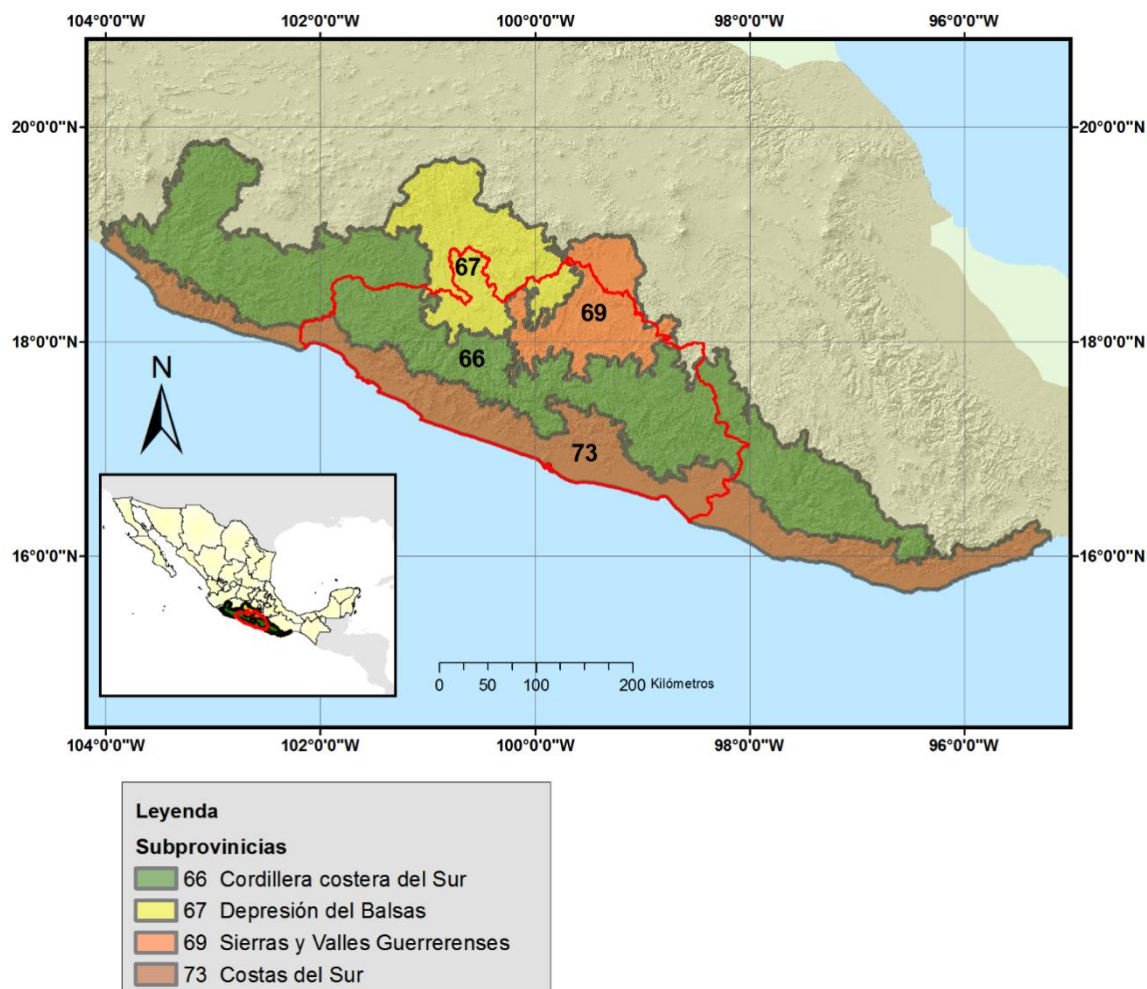 104°0'0"W 102°0'0"W 100°0'0"W 98°0'0"W 96°0'0"W
20°0'0"N 20°0'0"N
67
69
18°0'0"N 18°0'0"N
66
N
73
16°0'0"N 16°0'0"N
0 50 100 200 Kilómetros
104°0'0"W 102°0'0"W 100°0'0"W 98°0'0"W 96°0'0"W
Leyenda
Subprovinicias
66 Cordillera costera del Sur
67 Depresión del Balsas
69 Sierras y Valles Guerrerenses
73 Costas del Sur